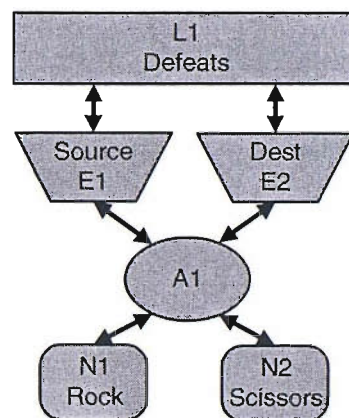 L1
Defeats
Source
E1
Dest
E2
A1
N1
Rock
N2
Scissors